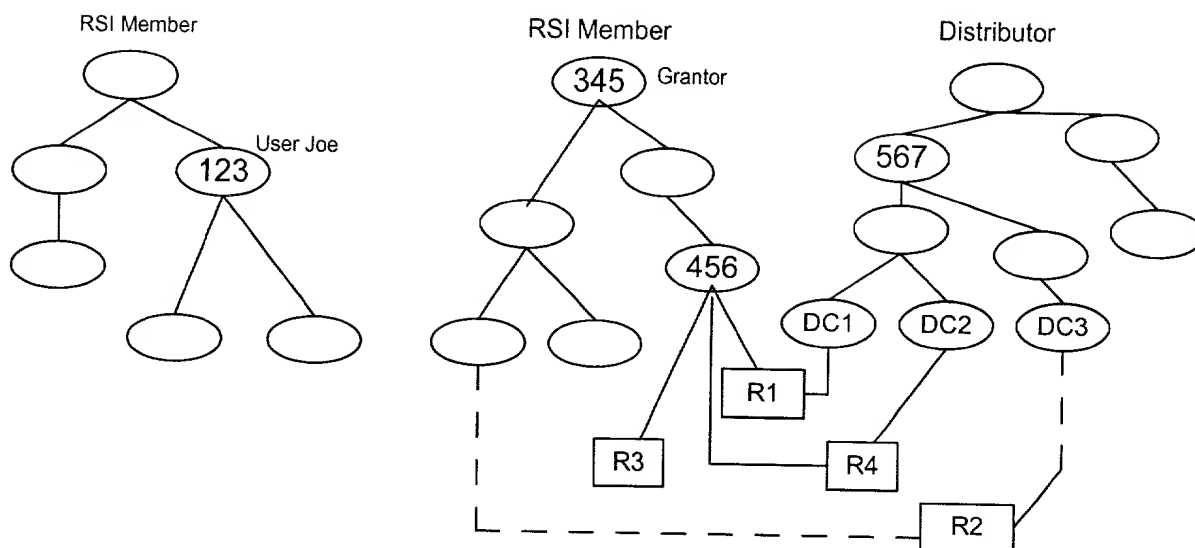 RSI Member
RSI Member
Distributor
345
Grantor
User Joe
123
567
456
DC1
DC2
DC3
R1
R3
R4
R2